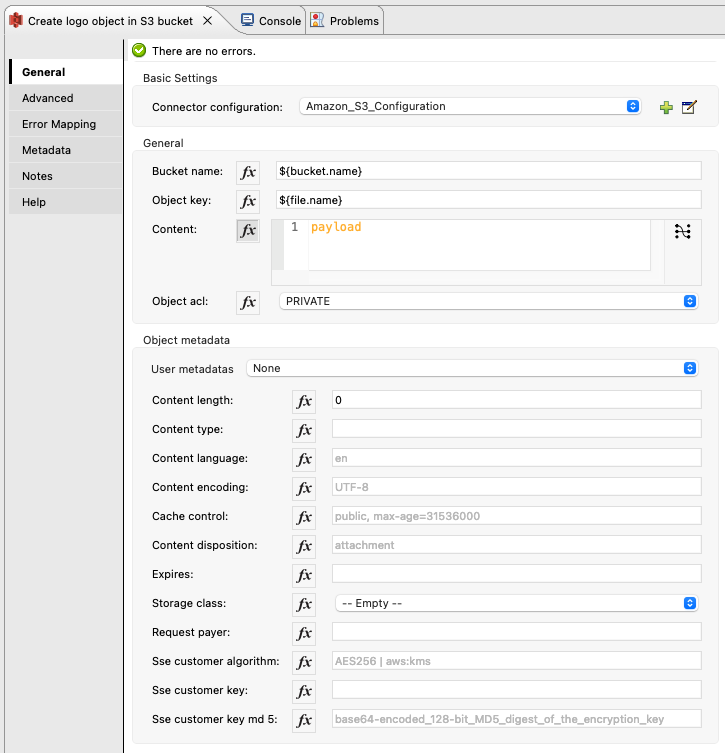 Create logo object in S3 bucket
Console
Problems
There are no errors.
General
Advanced
Error Mapping
Metadata
Notes
Help
Basic Settings
Connector configuration: Amazon_S3_Configuration
General
Bucket name: fx ${bucket.name}
Object key: fx ${file.name}
Content: fx 1 payload
Object acl: fx PRIVATE
Object metadata
User metadatas None
Content length: fx 0
Content type: fx
Content language: fx en
Content encoding: fx UTF-8
Cache control: fx public, max-age=31536000
Content disposition: fx attachment
Expires: fx
Storage class: fx -- Empty --
Request payer: fx
Sse customer algorithm: fx AES256 | aws:kms
Sse customer key: fx
Sse customer key md 5: fx base64-encoded_128-bit_MD5_digest_of_the_encryption_key